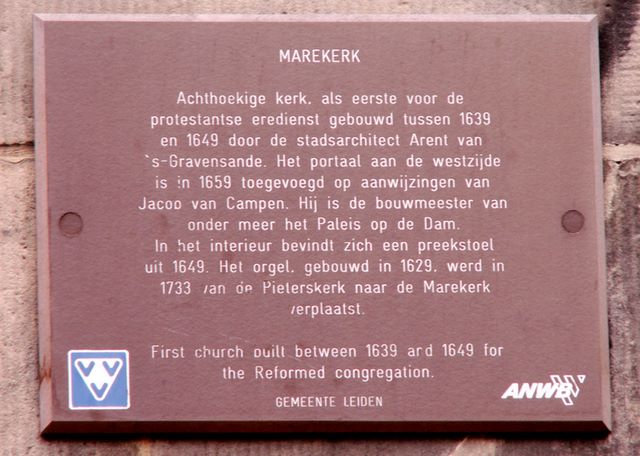 MAREKERK
Achthoekige kerk, als eerste voor de
protestantse eredienst gebouwd tussen 1639
en 1649 door de stadsarchitect Arent van
's-Gravensande. Het portaal aan de westzijde
is in 1659 toegevoegd op aanwijzingen van
Jacob van Campen. Hij is de bouwmeester van
onder meer het Paleis op de Dam.
In het interieur bevindt zich een preekstoel
uit 1649. Het orgel, gebouwd in 1629, werd in
1733 van de Pieterskerk naar de Marekerk
verplaatst.
First church built between 1639 and 1649 for
the Reformed congregation.
GEMEENTE LEIDEN
ANWB